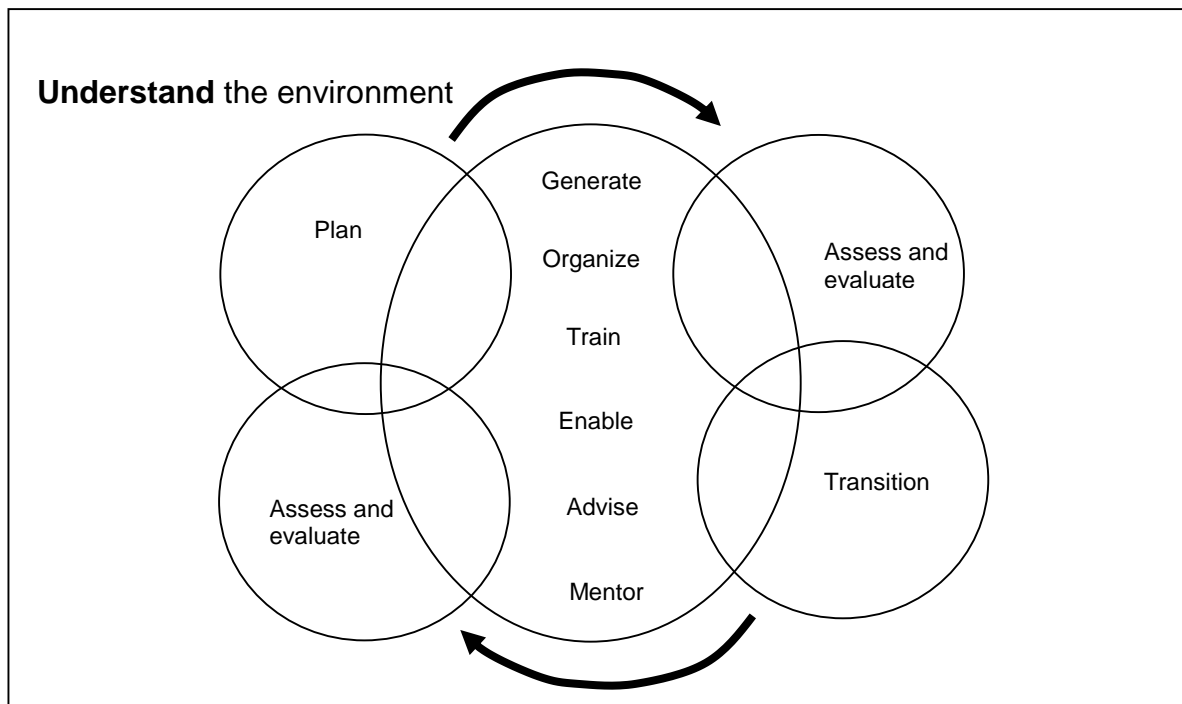 Understand the environment
Plan
Generate
Organize
Train
Enable
Advise
Mentor
Assess and
evaluate
Assess and
evaluate
Transition